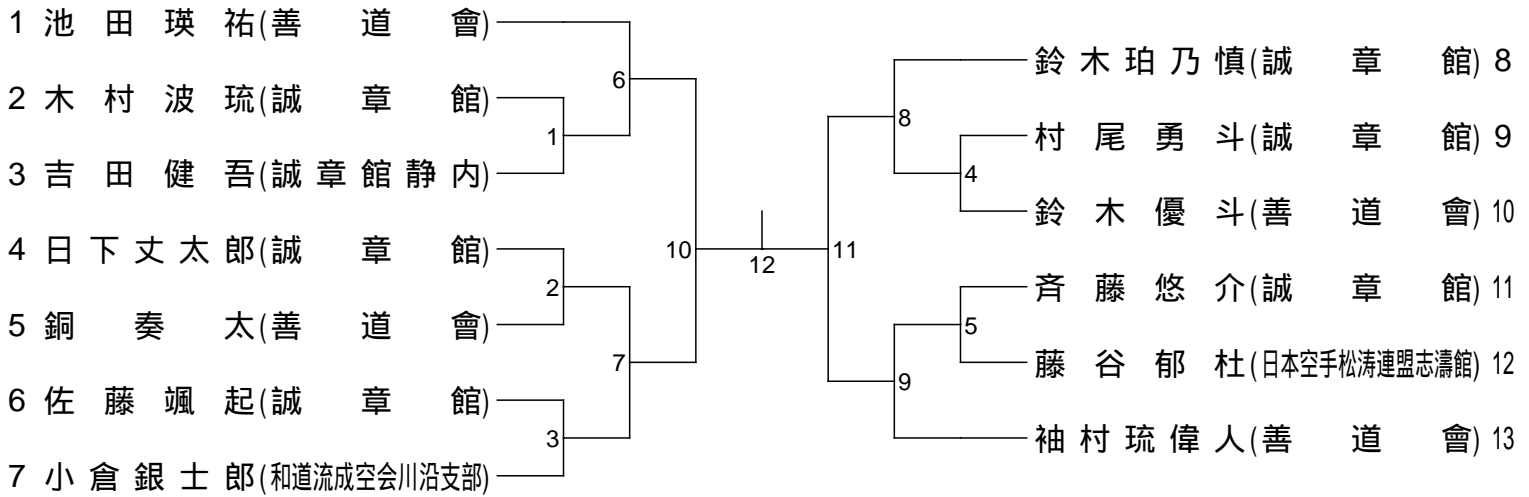 1 池田瑛祐(善道會)
2 木村波琉(誠章館)
3 吉田健吾(誠章館静内)
4 日下丈太郎(誠章館)
5 銅奏太(善道會)
6 佐藤颯起(誠章館)
7 小倉銀士郎(和道流成空会川沿支部)
6
1
2
7
3
10
12
11
8
4
5
9
鈴木珀乃慎(誠章館) 8
村尾勇斗(誠章館) 9
鈴木優斗(善道會) 10
斉藤悠介(誠章館) 11
藤谷郁杜(日本空手松涛連盟志濤館) 12
袖村琉偉人(善道會) 13